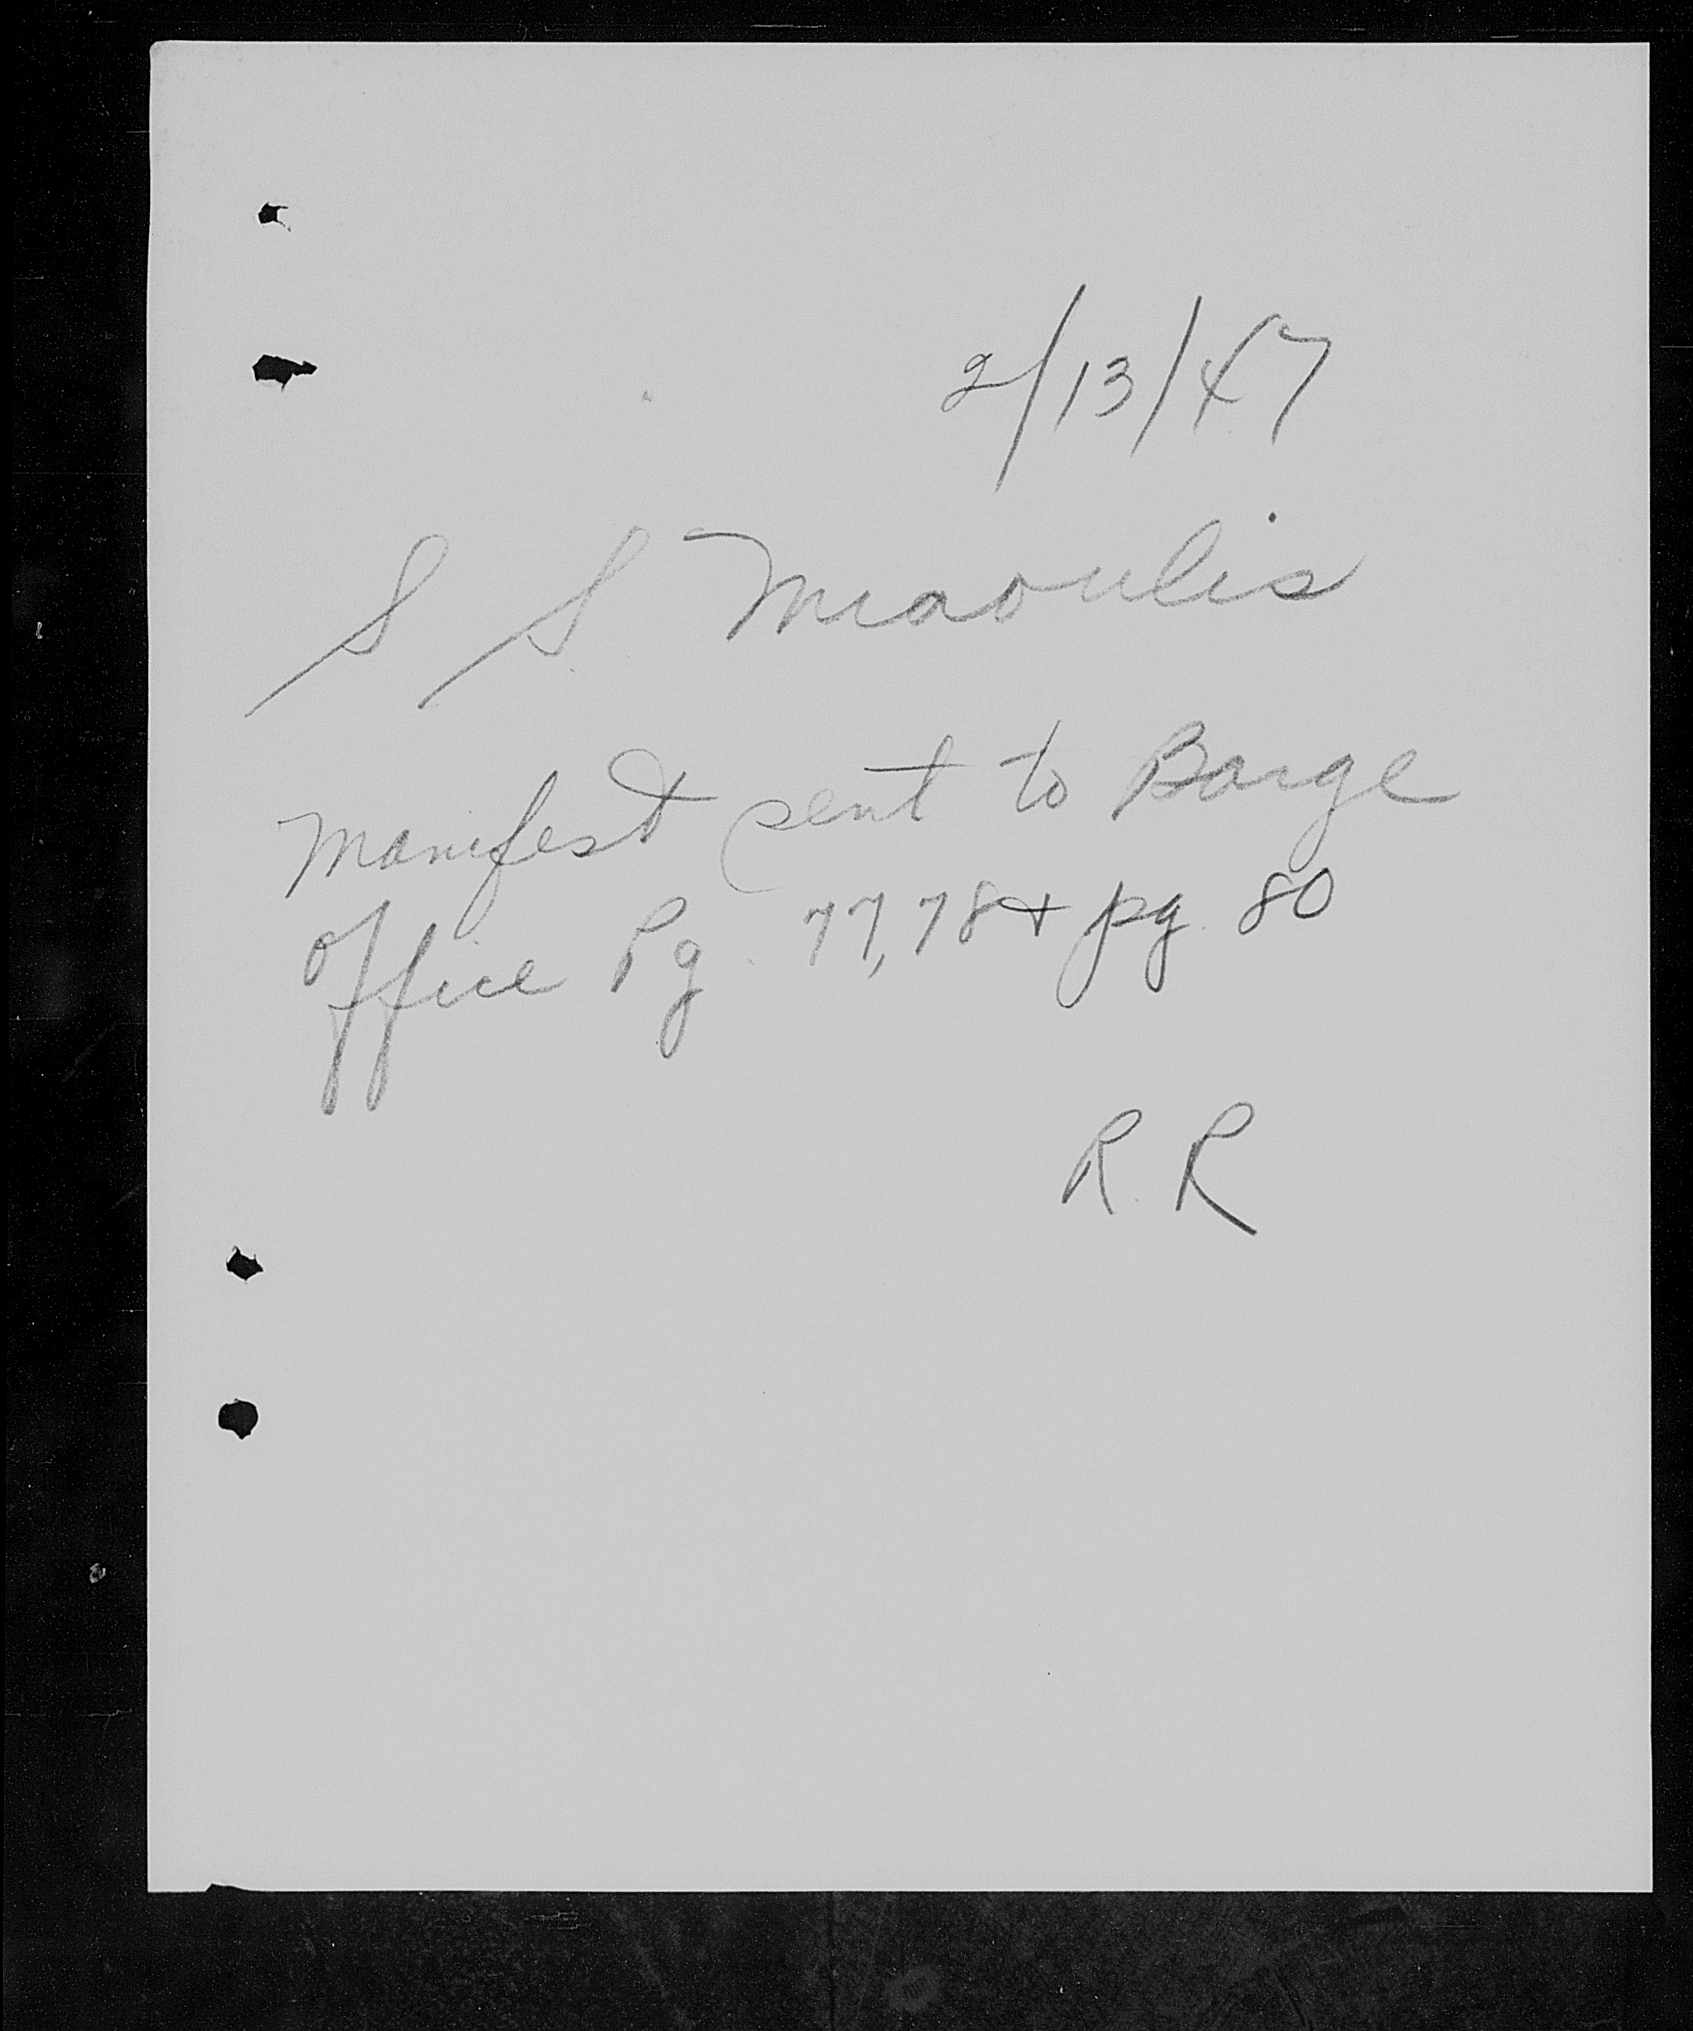 2/13/47
S S Miaoulis
Manifest sent to Barge
Office Pg. 77, 78 & pg. 80
R. R